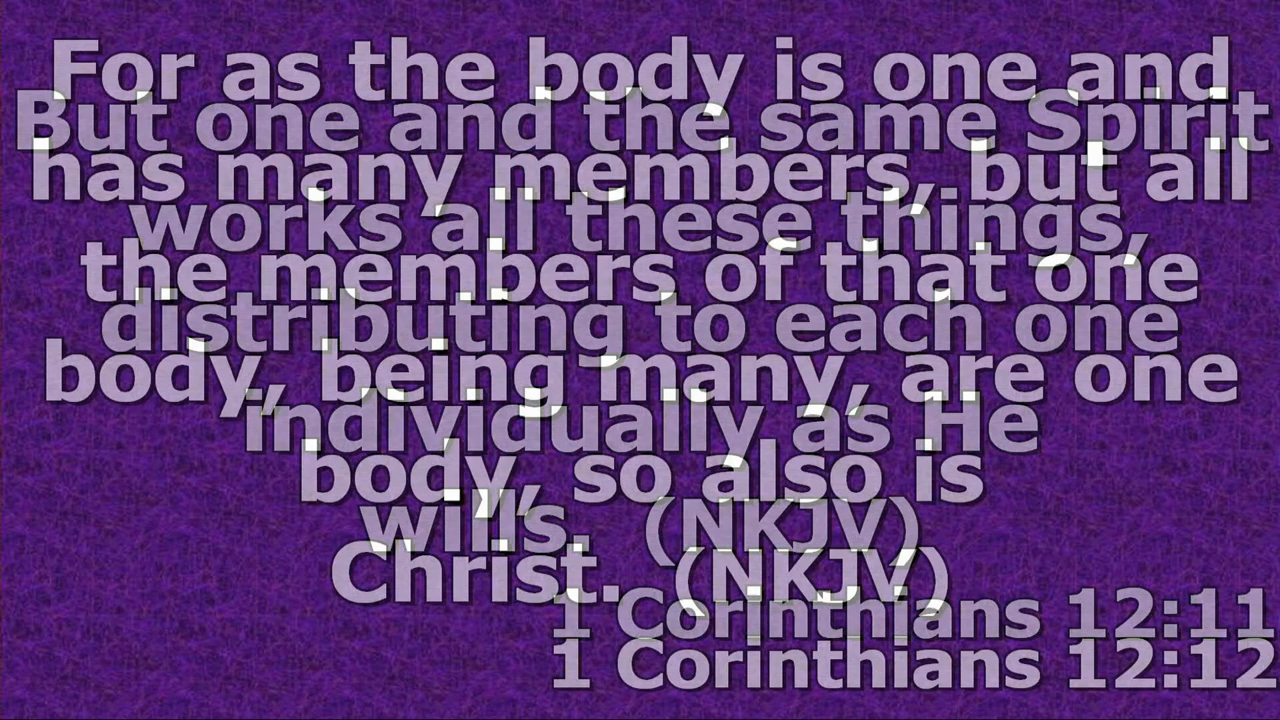 For as the body is one and
But one and the same Spirit
has many members, but all
works all these things,
the members of that one
distributing to each one
body, being many, are one
individually as He
body, so also is
wills. (NKJV)
Christ. (NKJV)
1 Corinthians 12:11
1 Corinthians 12:12